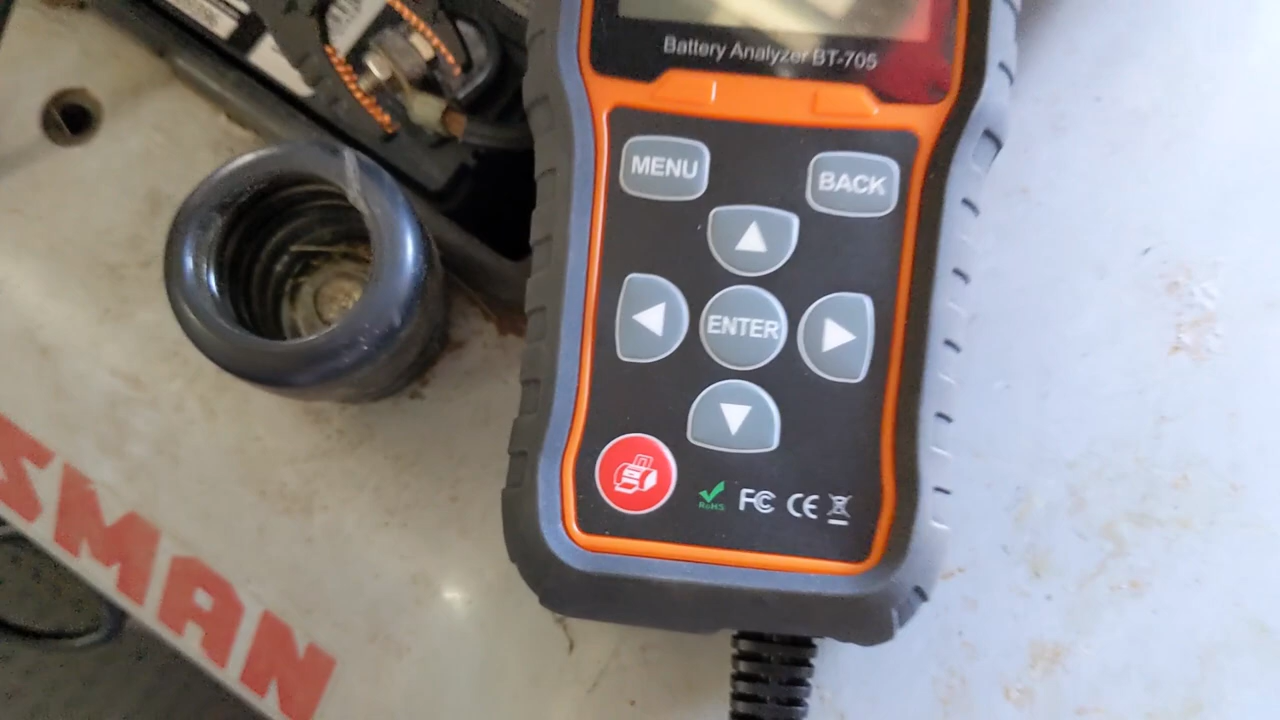 Battery Analyzer BT-705
MENU
BACK
ENTER
RoHS
FC CE
SMAN